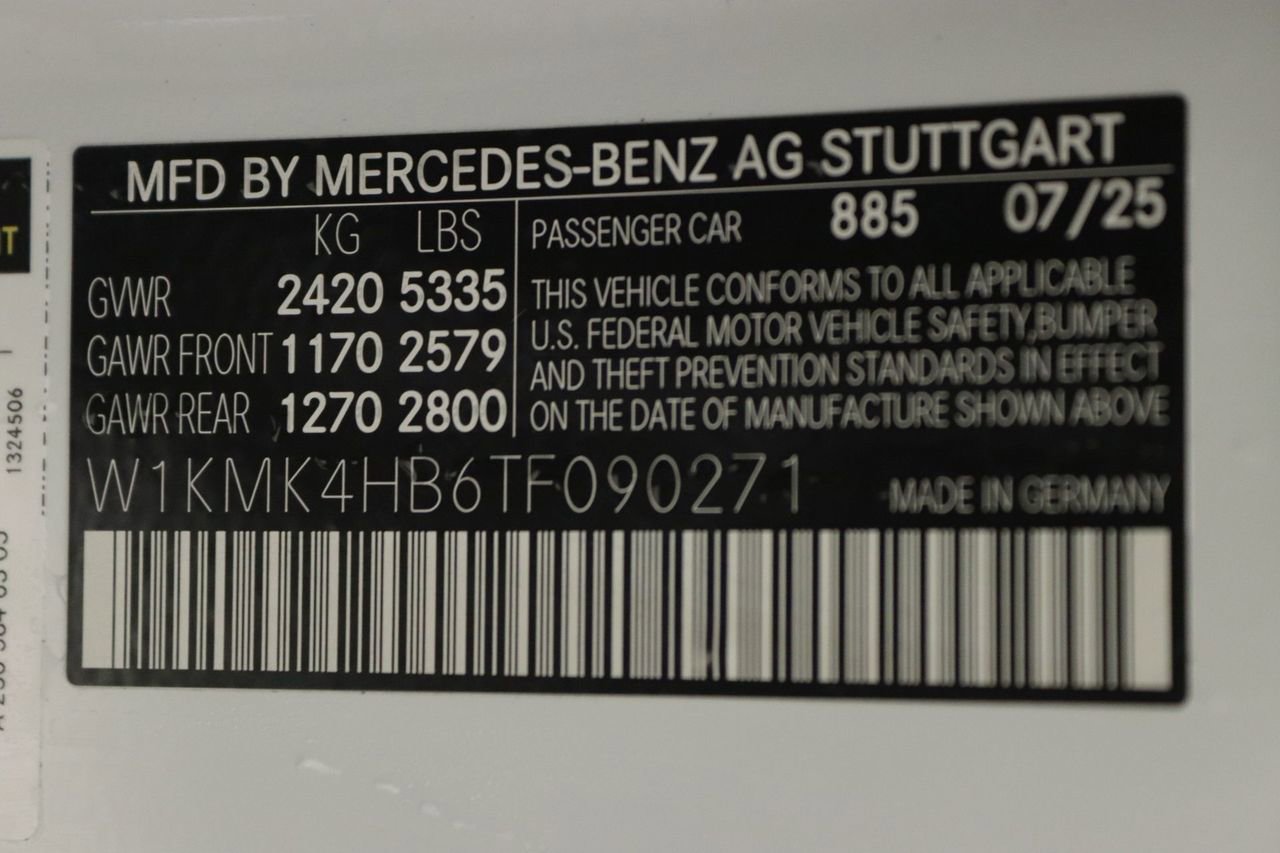 MFD BY MERCEDES-BENZ AG STUTTGART
KG LBS
GVWR 2420 5335
GAWR FRONT 1170 2579
GAWR REAR 1270 2800
PASSENGER CAR 885 07/25
THIS VEHICLE CONFORMS TO ALL APPLICABLE
U.S. FEDERAL MOTOR VEHICLE SAFETY,BUMPER
AND THEFT PREVENTION STANDARDS IN EFFECT
ON THE DATE OF MANUFACTURE SHOWN ABOVE
W1KMK4HB6TF090271
MADE IN GERMANY
1324506